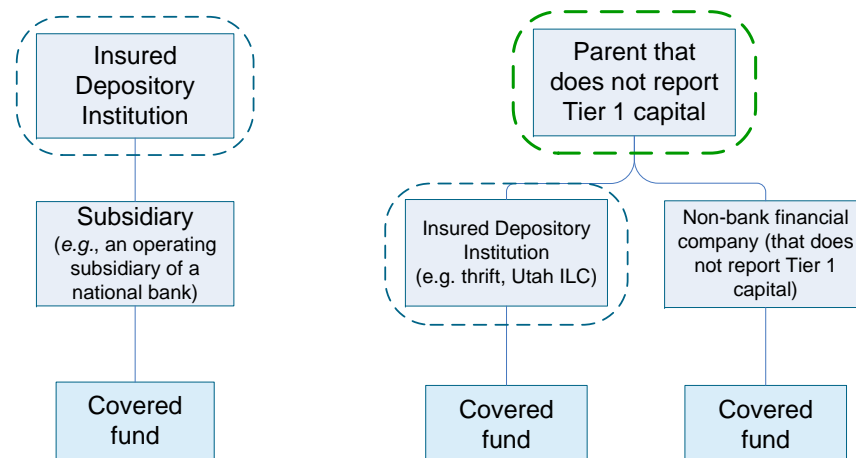 Insured
Depository
Institution
Parent that
does not report
Tier 1 capital
Subsidiary
(e.g., an operating
subsidiary of a
national bank)
Insured Depository
Institution
(e.g. thrift, Utah ILC)
Non-bank financial
company (that does
not report Tier 1
capital)
Covered
fund
Covered
fund
Covered
fund